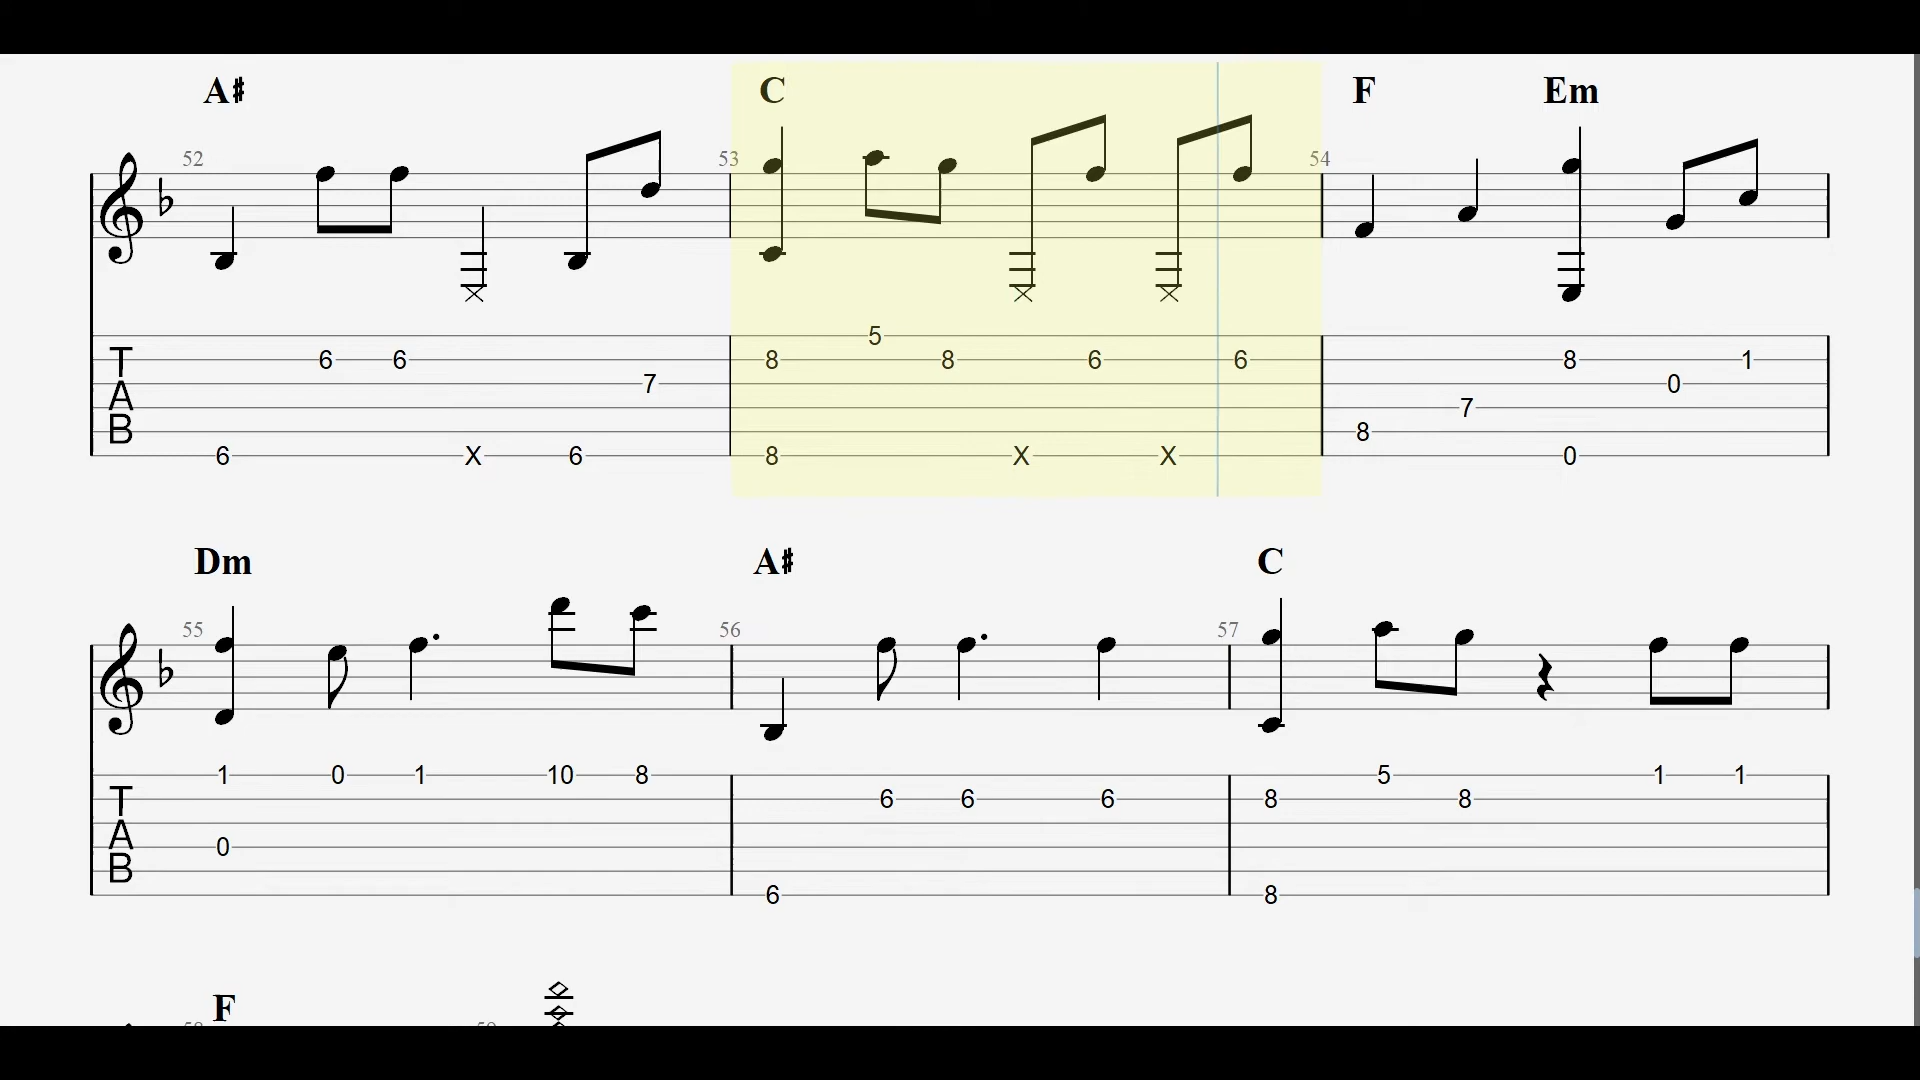 A♯ C F Em
52 53 54
5
T 6 6 8 8 6 6 8 1
A 7 0
7
B 8
6 X 6 8 X X 0
Dm A♯ C
55 56 57
1 0 1 10 8 5 1 1
T 6 6 6 8 8
A 0
B
6 8
F